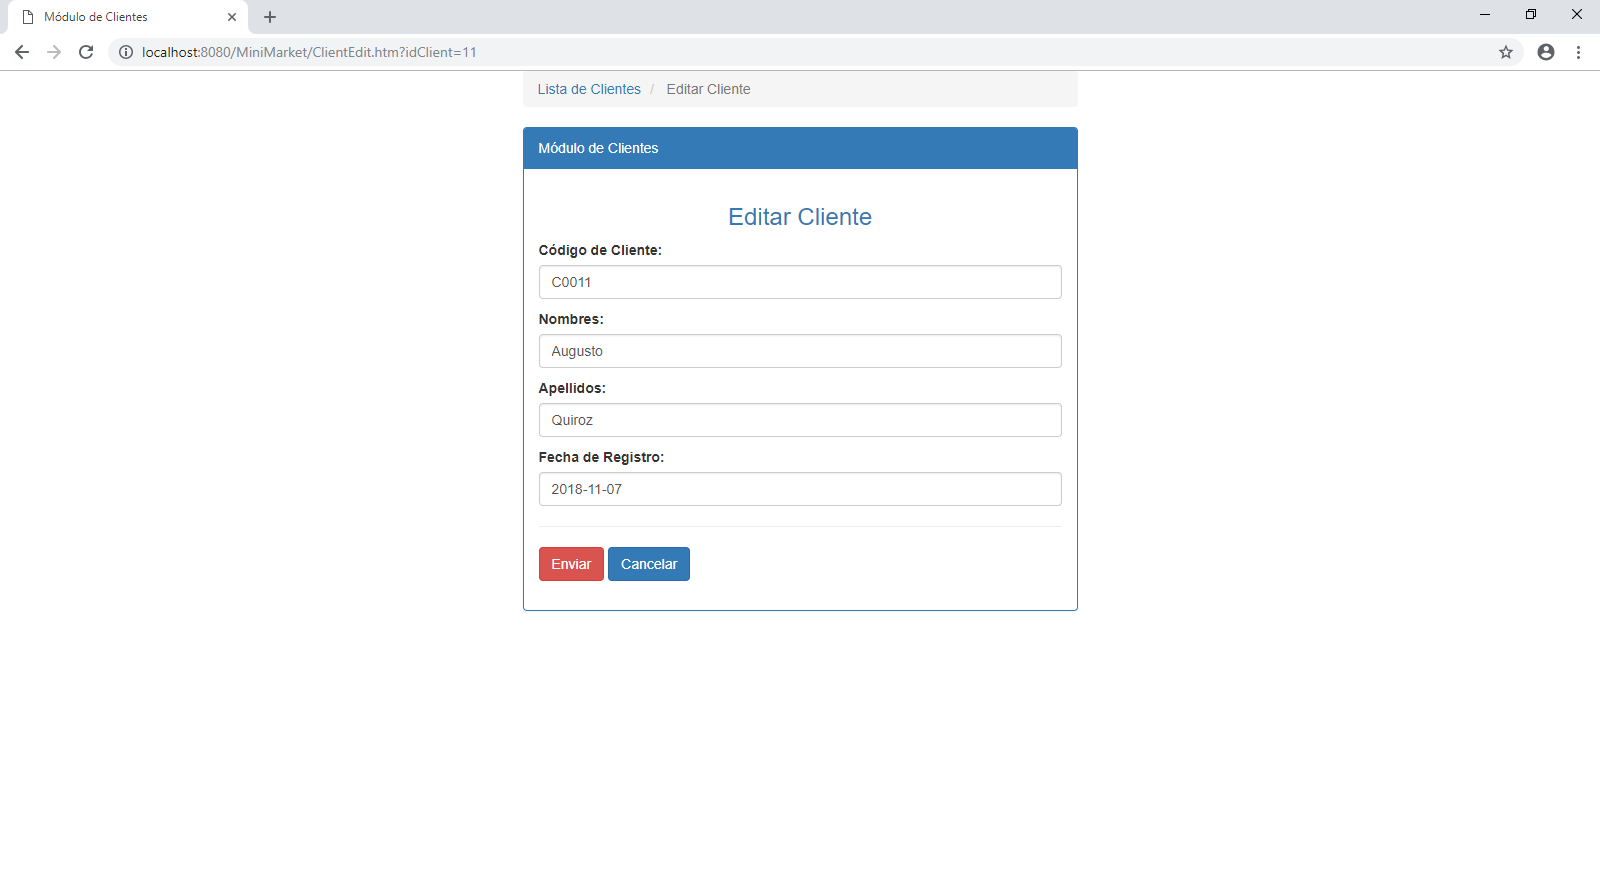 Módulo de Clientes
localhost:8080/MiniMarket/ClientEdit.htm?idClient=11
Lista de Clientes / Editar Cliente
Módulo de Clientes
Editar Cliente
Código de Cliente:
C0011
Nombres:
Augusto
Apellidos:
Quiroz
Fecha de Registro:
2018-11-07
Enviar Cancelar